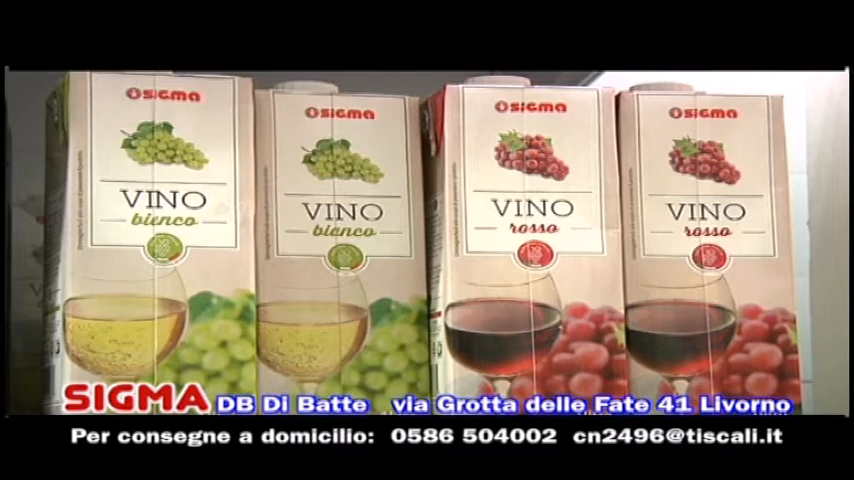 SIGMA
VINO
bianco
SIGMA
VINO
bianco
SIGMA
VINO
rosso
SIGMA
VINO
rosso
SIGMA DB Di Batte via Grotta delle Fate 41 Livorno
Per consegne a domicilio: 0586 504002 cn2496@tiscali.it